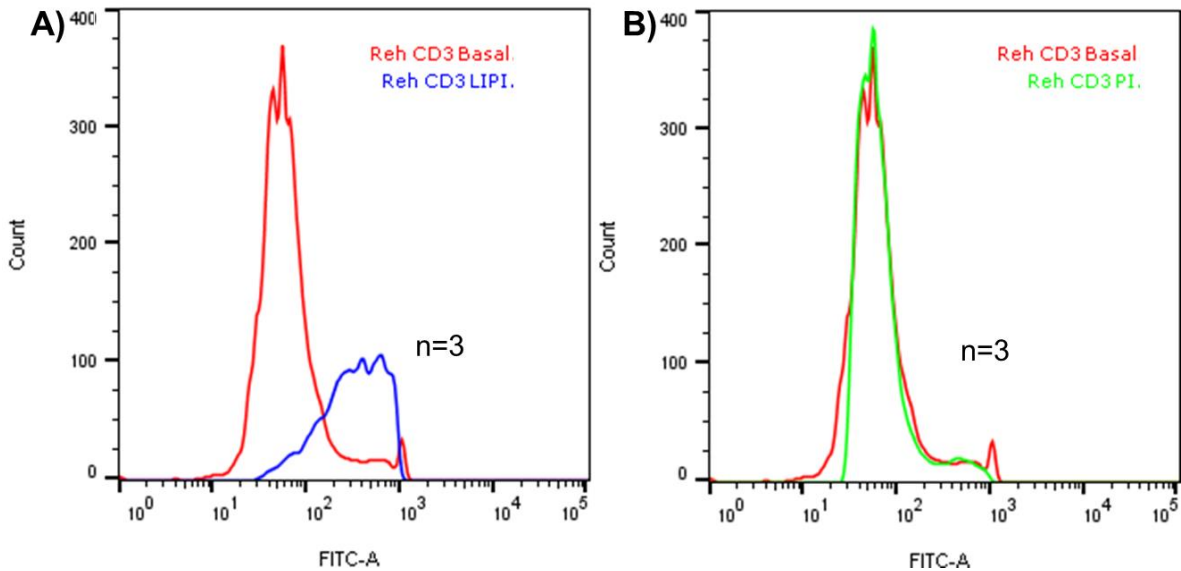 A)
Count
400
300
200
100
0
Reh CD3 Basal.
Reh CD3 LIPI.
n=3
10^0 10^1 10^2 10^3 10^4 10^5
FITC-A
B)
Count
400
300
200
100
0
Reh CD3 Basal
Reh CD3 PI.
n=3
10^0 10^1 10^2 10^3 10^4 10^5
FITC-A